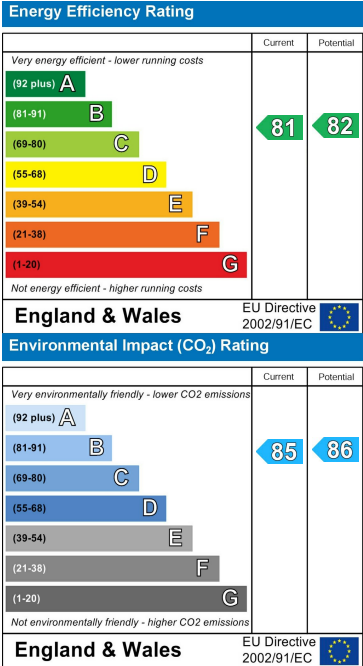 Energy Efficiency Rating
Current Potential
Very energy efficient - lower running costs
(92 plus) A
(81-91) B
(69-80) C
(55-68) D
(39-54) E
(21-38) F
(1-20) G
81 82
Not energy efficient - higher running costs
England & Wales
EU Directive
2002/91/EC
Environmental Impact (CO₂) Rating
Current Potential
Very environmentally friendly - lower CO2 emissions
(92 plus) A
(81-91) B
(69-80) C
(55-68) D
(39-54) E
(21-38) F
(1-20) G
85 86
Not environmentally friendly - higher CO2 emissions
England & Wales
EU Directive
2002/91/EC